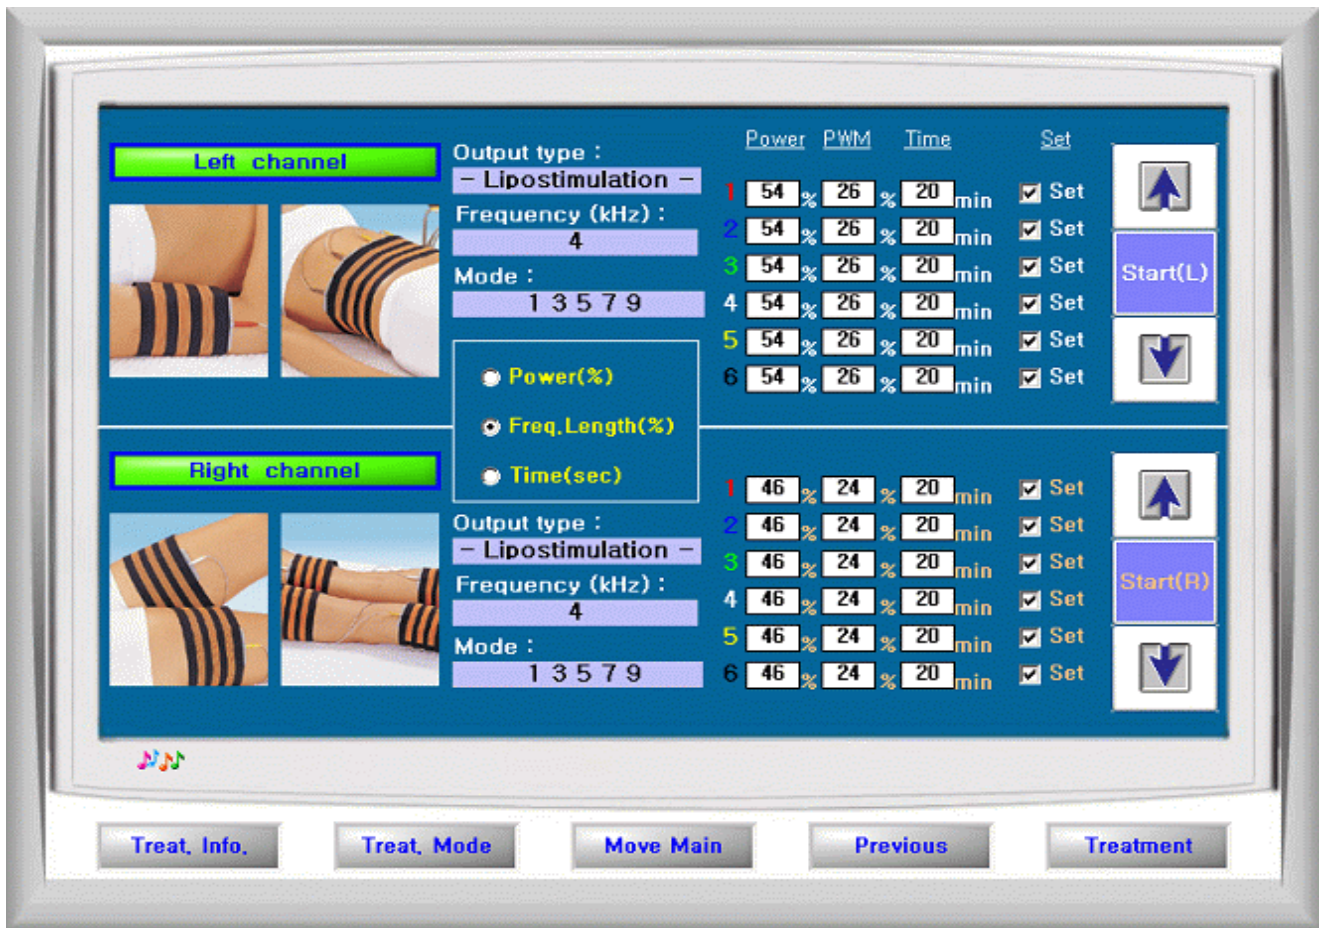 Power PWM Time Set
Left channel
Output type :
- Lipostimulation -
Frequency (kHz) :
4
Mode :
1 3 5 7 9
1 54 % 26 % 20 min Set
2 54 % 26 % 20 min Set
3 54 % 26 % 20 min Set
4 54 % 26 % 20 min Set
5 54 % 26 % 20 min Set
6 54 % 26 % 20 min Set
Start(L)
Power(%)
Freq.Length(%)
Time(sec)
Right channel
Output type :
- Lipostimulation -
Frequency (kHz) :
4
Mode :
1 3 5 7 9
1 46 % 24 % 20 min Set
2 46 % 24 % 20 min Set
3 46 % 24 % 20 min Set
4 46 % 24 % 20 min Set
5 46 % 24 % 20 min Set
6 46 % 24 % 20 min Set
Start(R)
Treat. Info. Treat. Mode Move Main Previous Treatment